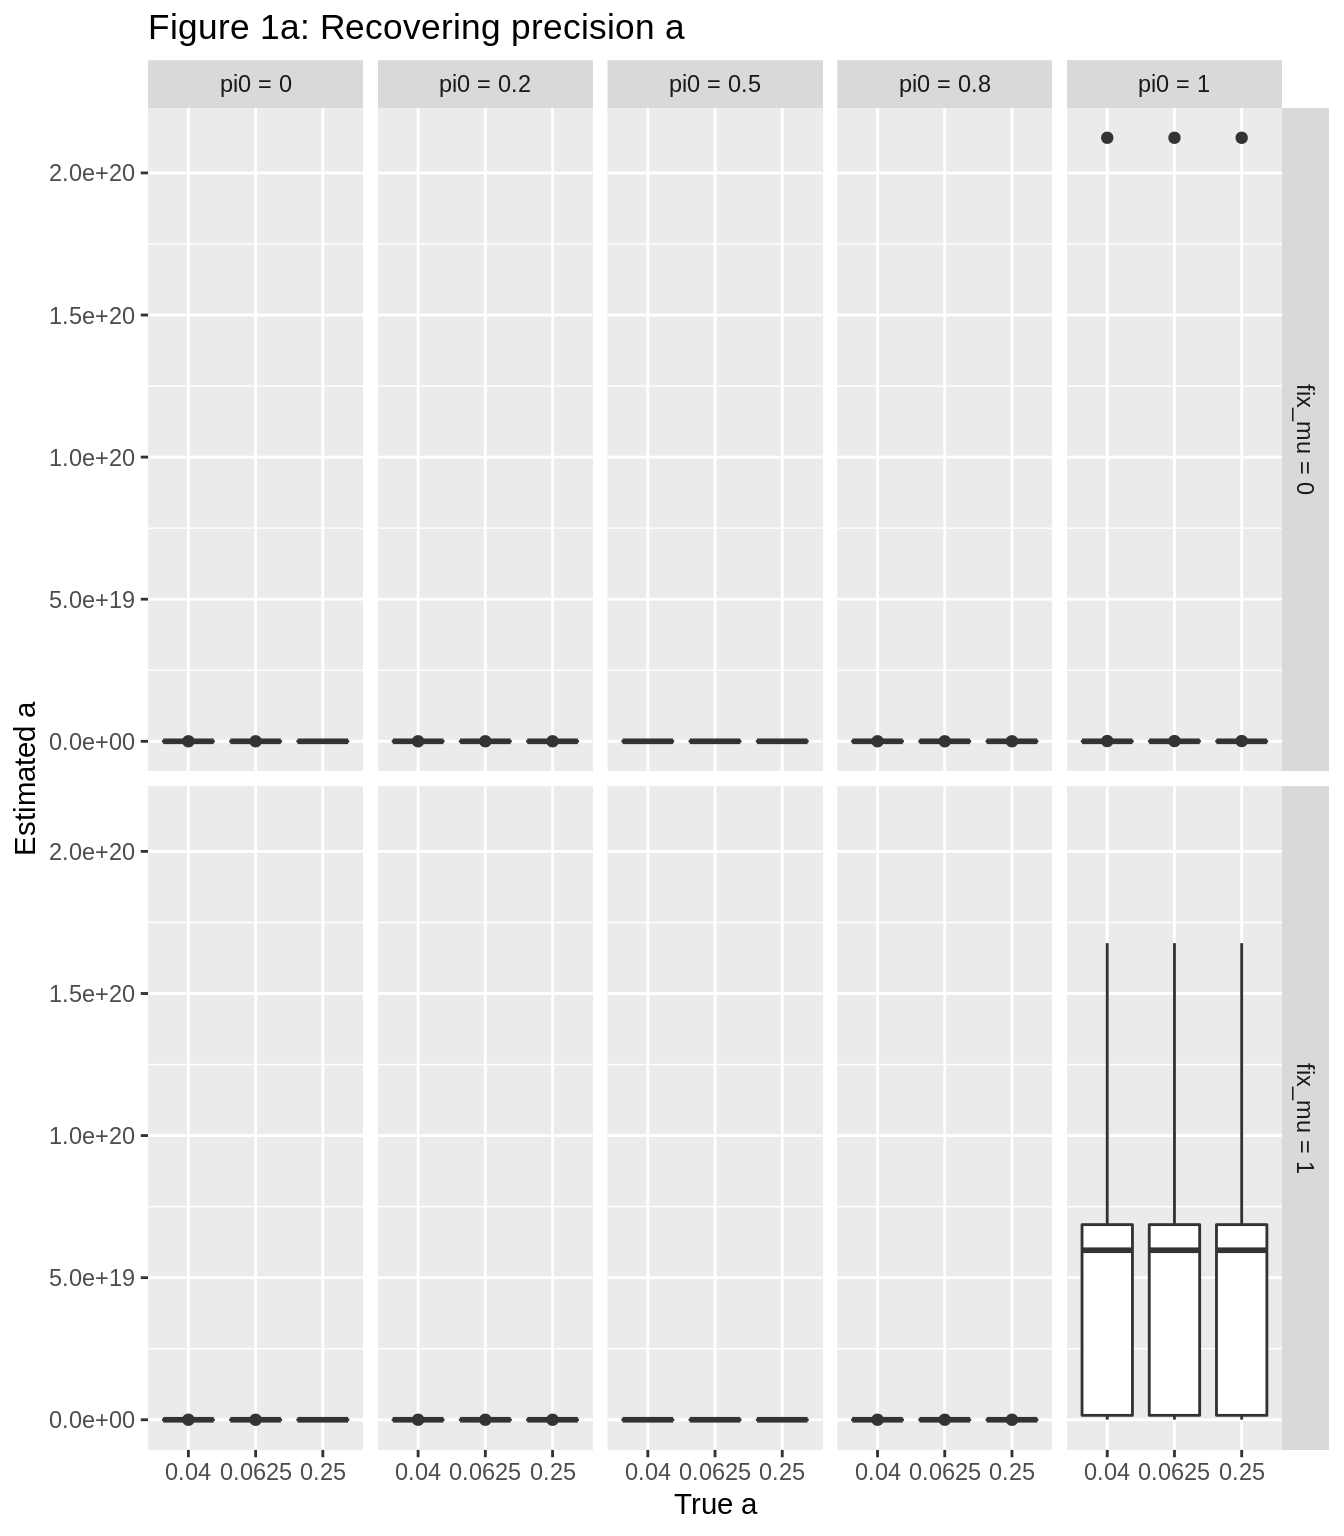 Figure 1a: Recovering precision a
pi0 = 0 pi0 = 0.2 pi0 = 0.5 pi0 = 0.8 pi0 = 1
2.0e+20
1.5e+20
1.0e+20
5.0e+19
0.0e+00
fix_mu = 0
Estimated a
2.0e+20
1.5e+20
1.0e+20
5.0e+19
0.0e+00
fix_mu = 1
0.04 0.0625 0.25 0.04 0.0625 0.25 0.04 0.0625 0.25 0.04 0.0625 0.25 0.04 0.0625 0.25
True a